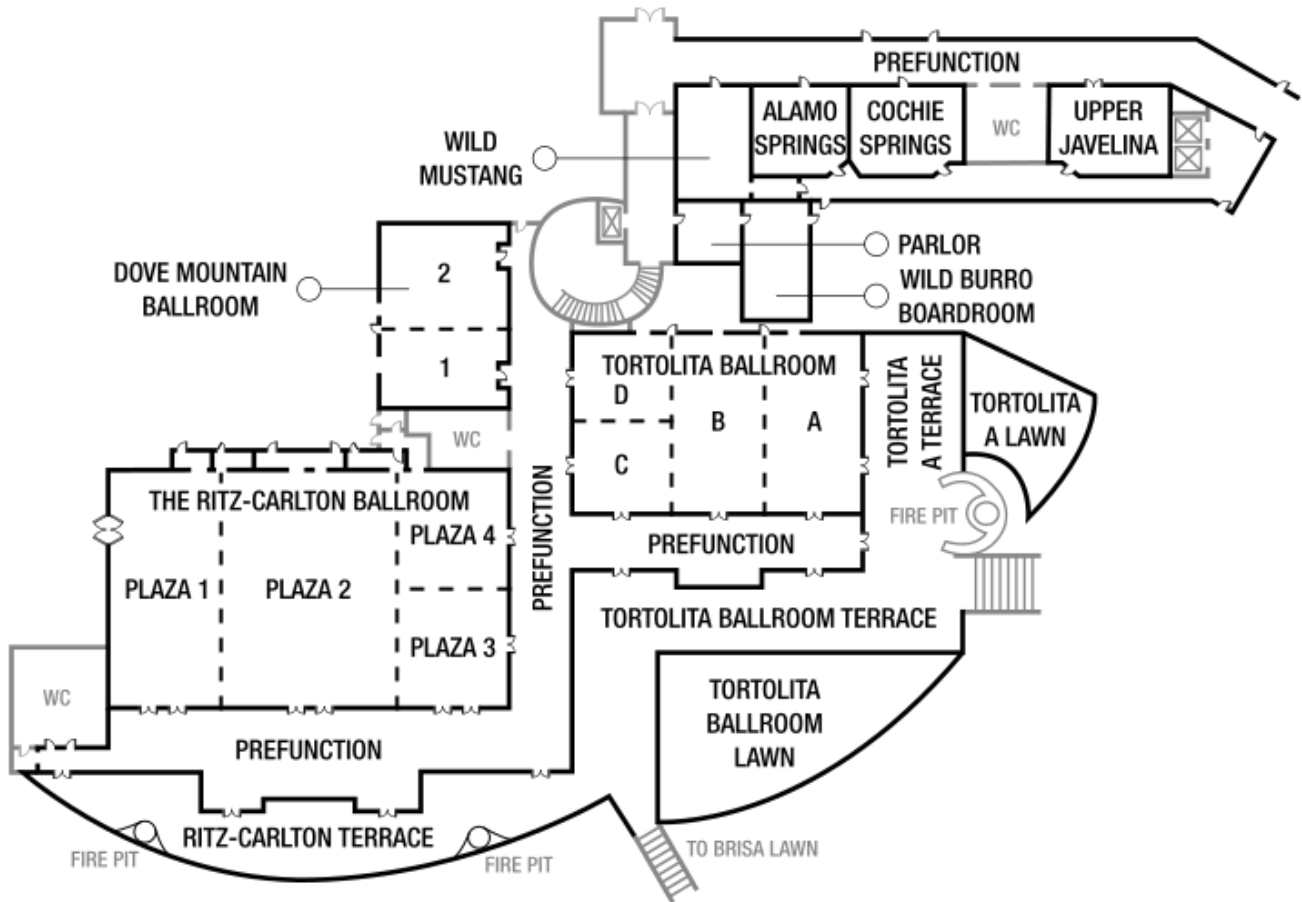 PREFUNCTION
ALAMO
SPRINGS
COCHIE
SPRINGS
WC
UPPER
JAVELINA
WILD
MUSTANG
PARLOR
WILD BURRO
BOARDROOM
DOVE MOUNTAIN
BALLROOM
2
1
TORTOLITA BALLROOM
D
B
A
C
TORTOLITA
A TERRACE
TORTOLITA
A LAWN
WC
THE RITZ-CARLTON BALLROOM
PLAZA 4
PLAZA 1
PLAZA 2
PLAZA 3
PREFUNCTION
FIRE PIT
PREFUNCTION
TORTOLITA BALLROOM TERRACE
WC
TORTOLITA
BALLROOM
LAWN
PREFUNCTION
RITZ-CARLTON TERRACE
FIRE PIT
FIRE PIT
TO BRISA LAWN